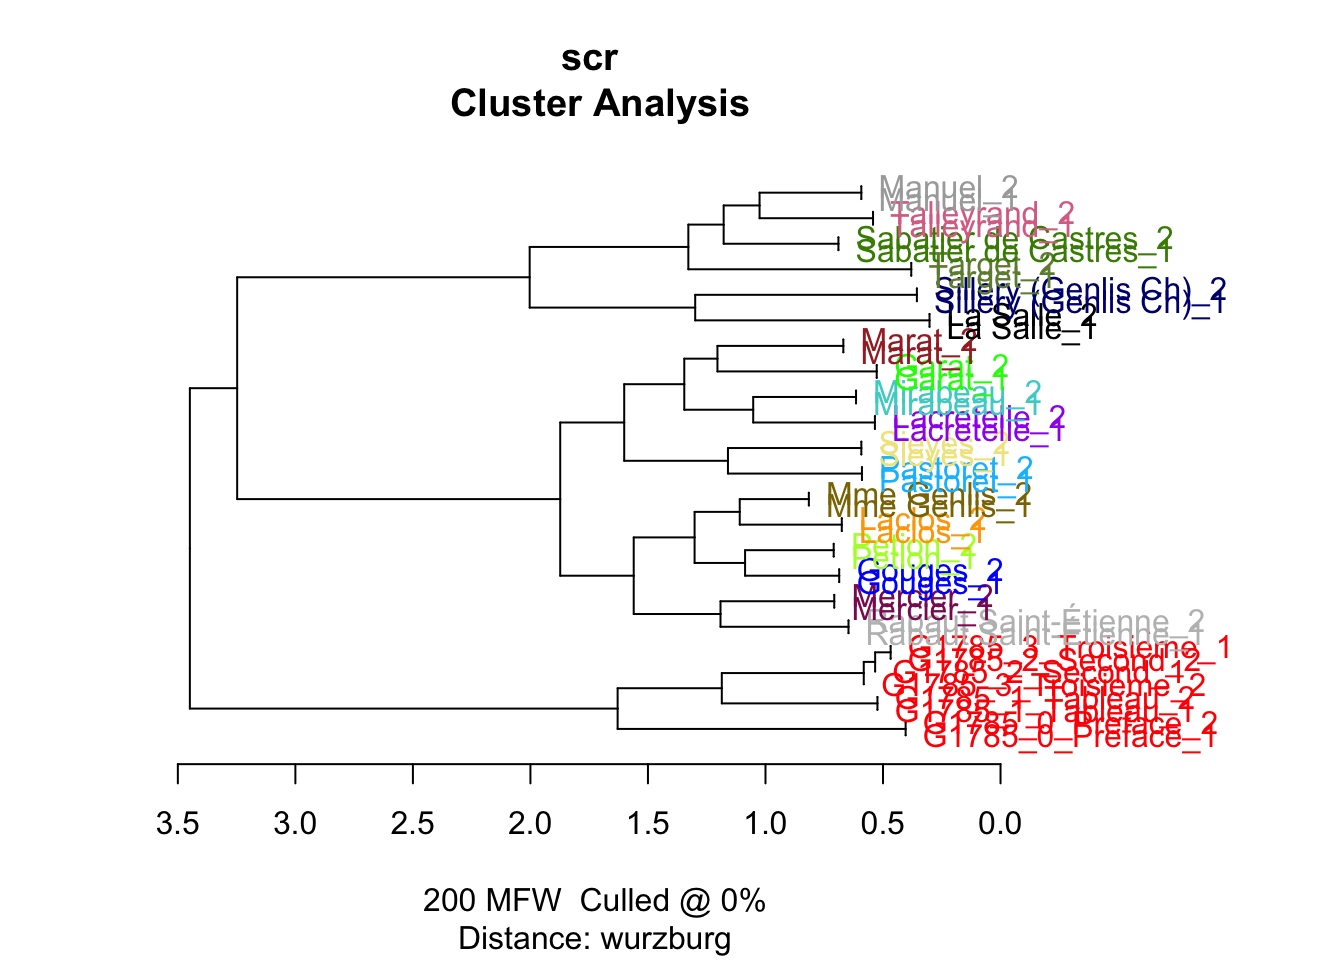 scr
Cluster Analysis
Manuel_2
Manuel_1
Talleyrand_2
Talleyrand_1
Sabatier de Castres_2
Sabatier de Castres_1
Target_2
Target_1
Sillery (Genlis Ch)_2
Sillery (Genlis Ch)_1
La Salle_2
La Salle_1
Marat_2
Marat_1
Garat_2
Garat_1
Mirabeau_2
Mirabeau_1
Lacretelle_2
Lacretelle_1
Sieyes_2
Sieyes_1
Pastoret_2
Pastoret_1
Mme Genlis_2
Mme Genlis_1
Laclos_2
Laclos_1
Petion_2
Petion_1
Gouges_2
Gouges_1
Mercier_2
Mercier_1
Rabaut Saint-Étienne_2
Rabaut Saint-Étienne_1
G1785_3_Troisieme_1
G1785_2_Second_2
G1785_2_Second_1
G1785_3_Troisieme_2
G1785_1_Tableau_2
G1785_1_Tableau_1
G1785_0_Preface_2
G1785_0_Preface_1
3.5 3.0 2.5 2.0 1.5 1.0 0.5 0.0
200 MFW Culled @ 0%
Distance: wurzburg